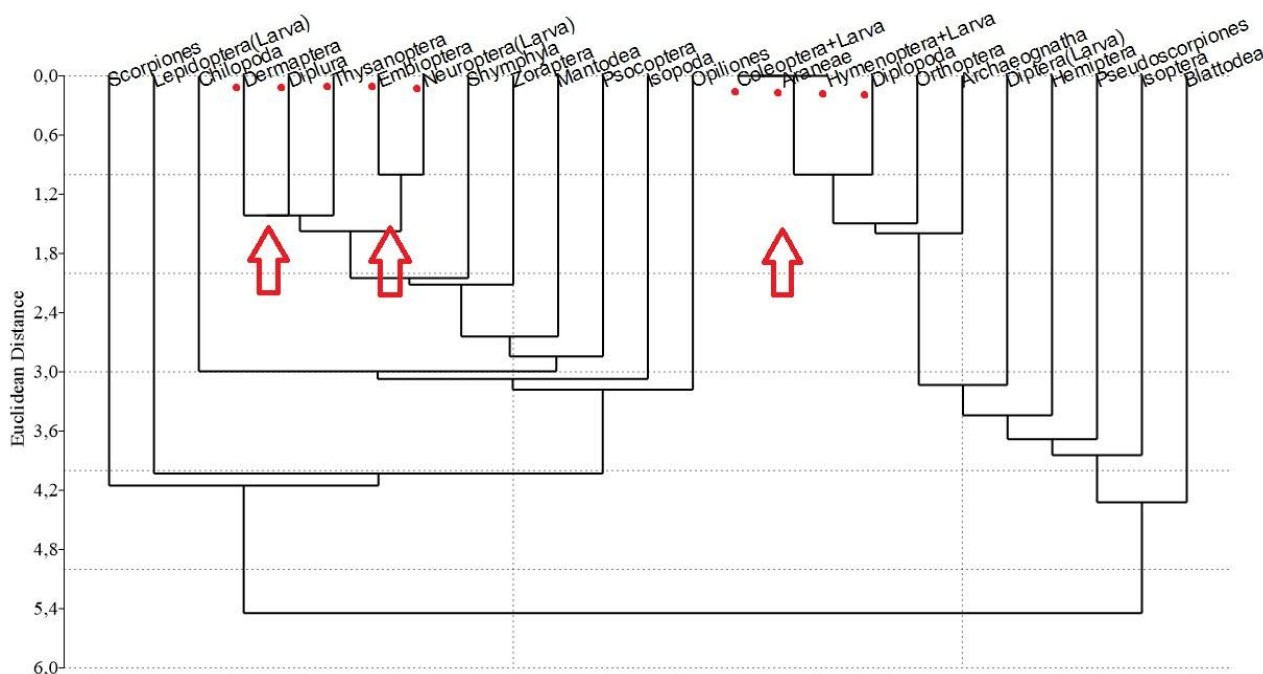 Scorpiones
Lepidoptera(Larva)
Chilopoda
Dermaptera
Diplura
Thysanoptera
Embioptera
Neuroptera(Larva)
Shymphyla
Zoraptera
Mantodea
Psocoptera
Isopoda
Opiliones
Coleoptera+Larva
Araneae
Hymenoptera+Larva
Diplopoda
Orthoptera
Archaeognatha
Diptera(Larva)
Hemiptera
Pseudoscorpiones
Isoptera
Blattodea
0,0
0,6
1,2
1,8
2,4
3,0
3,6
4,2
4,8
5,4
6,0
Euclidean Distance